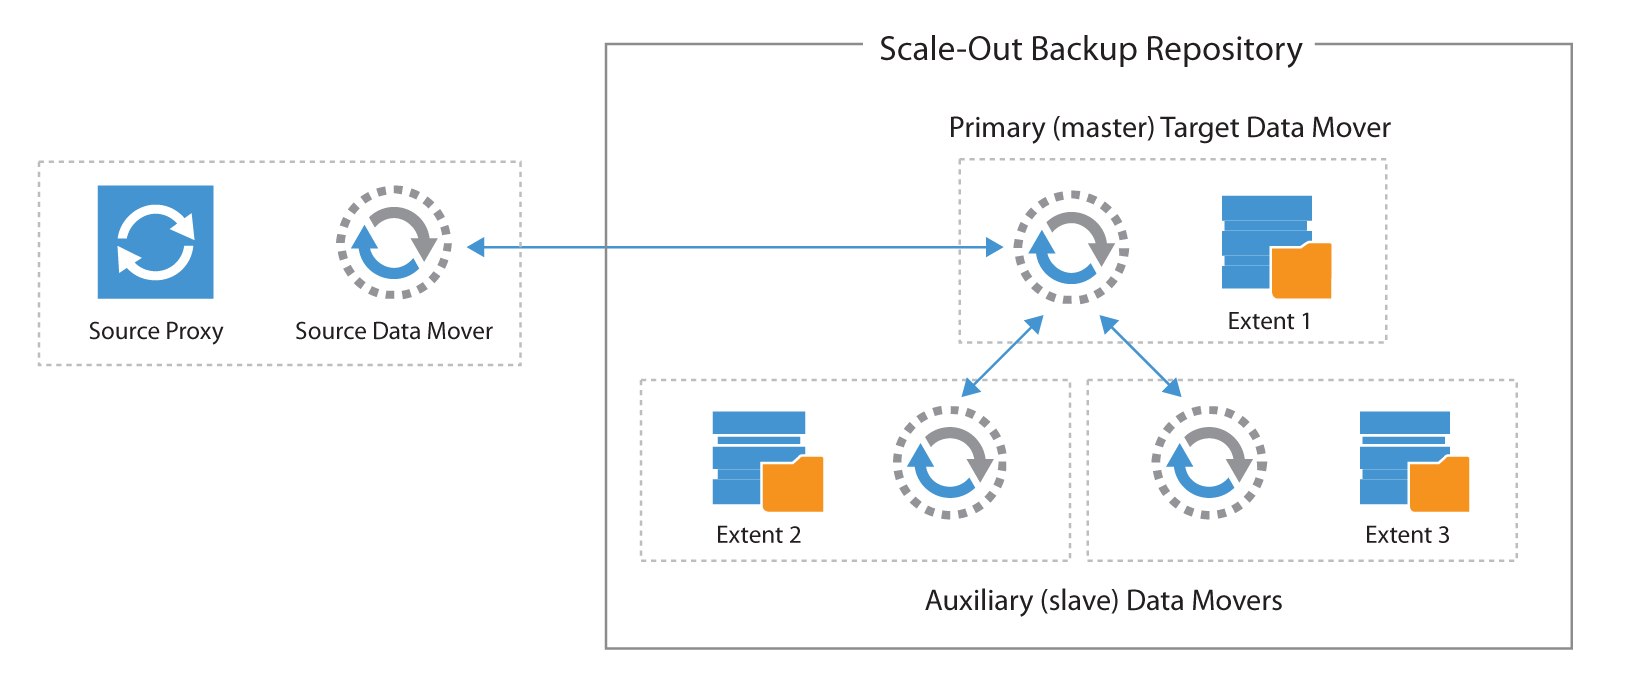 Scale-Out Backup Repository
Primary (master) Target Data Mover
Source Proxy
Source Data Mover
Extent 1
Extent 2
Extent 3
Auxiliary (slave) Data Movers